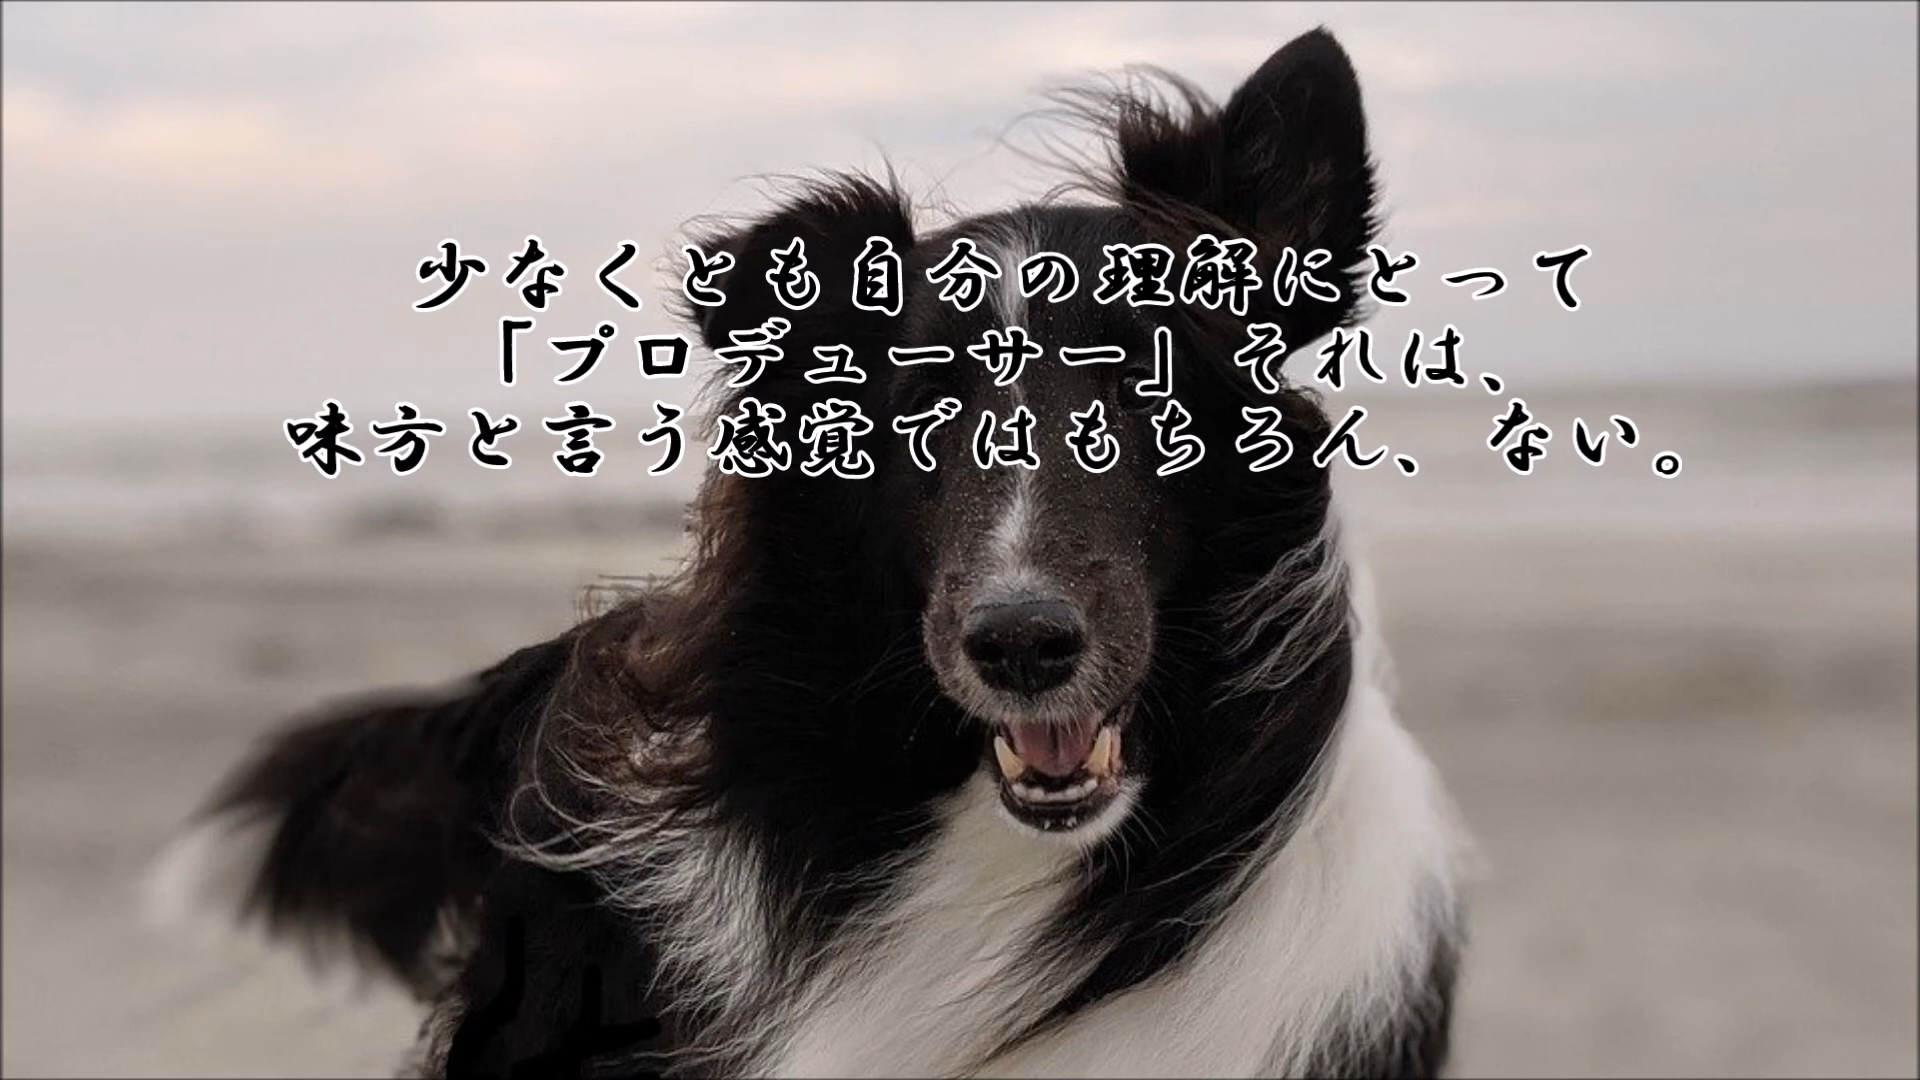 少なくとも自分の理解にとって
「プロデューサー」それは、
味方と言う感覚ではもちろん、ない。